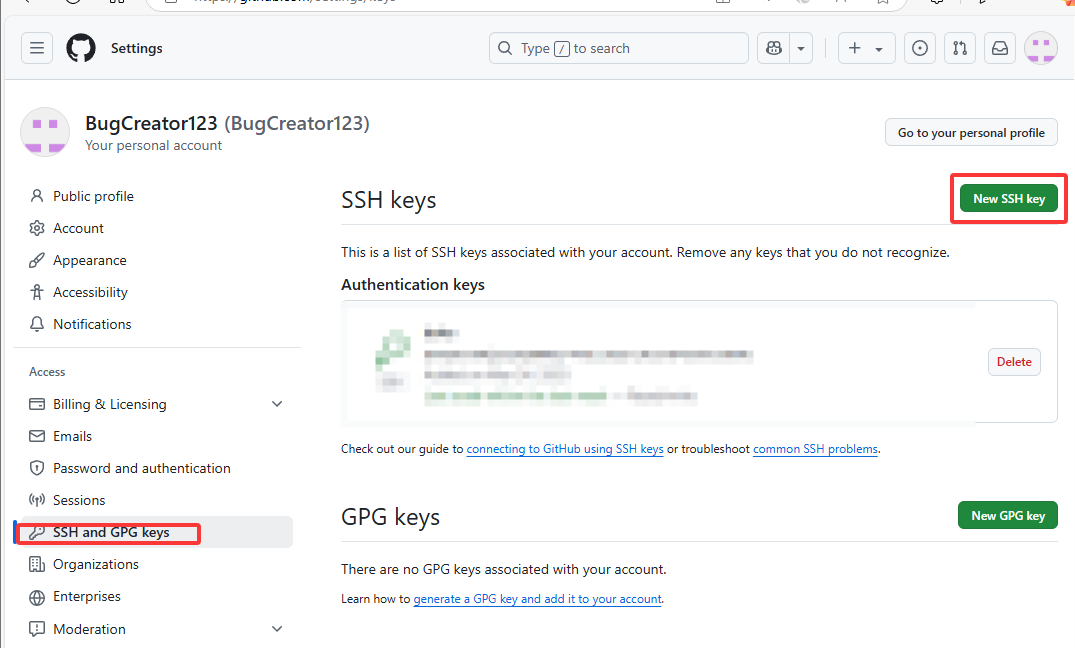 Settings
Type / to search
BugCreator123 (BugCreator123)
Your personal account
Go to your personal profile
Public profile
Account
Appearance
Accessibility
Notifications
Access
Billing & Licensing
Emails
Password and authentication
Sessions
SSH and GPG keys
Organizations
Enterprises
Moderation
SSH keys
New SSH key
This is a list of SSH keys associated with your account. Remove any keys that you do not recognize.
Authentication keys
Delete
Check out our guide to connecting to GitHub using SSH keys or troubleshoot common SSH problems.
GPG keys
New GPG key
There are no GPG keys associated with your account.
Learn how to generate a GPG key and add it to your account.